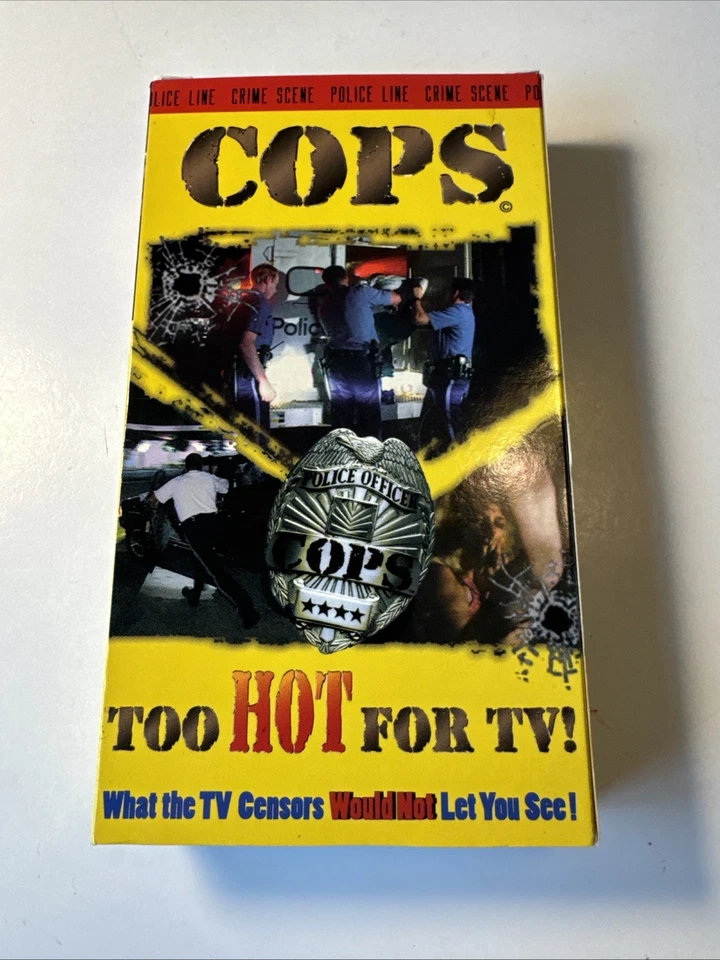 LICE LINE CRIME SCENE POLICE LINE CRIME SCENE PO
COPS
©
Polic
POLICE OFFICE
COPS
TOO HOT FOR TV!
What the TV Censors Would Not Let You See!